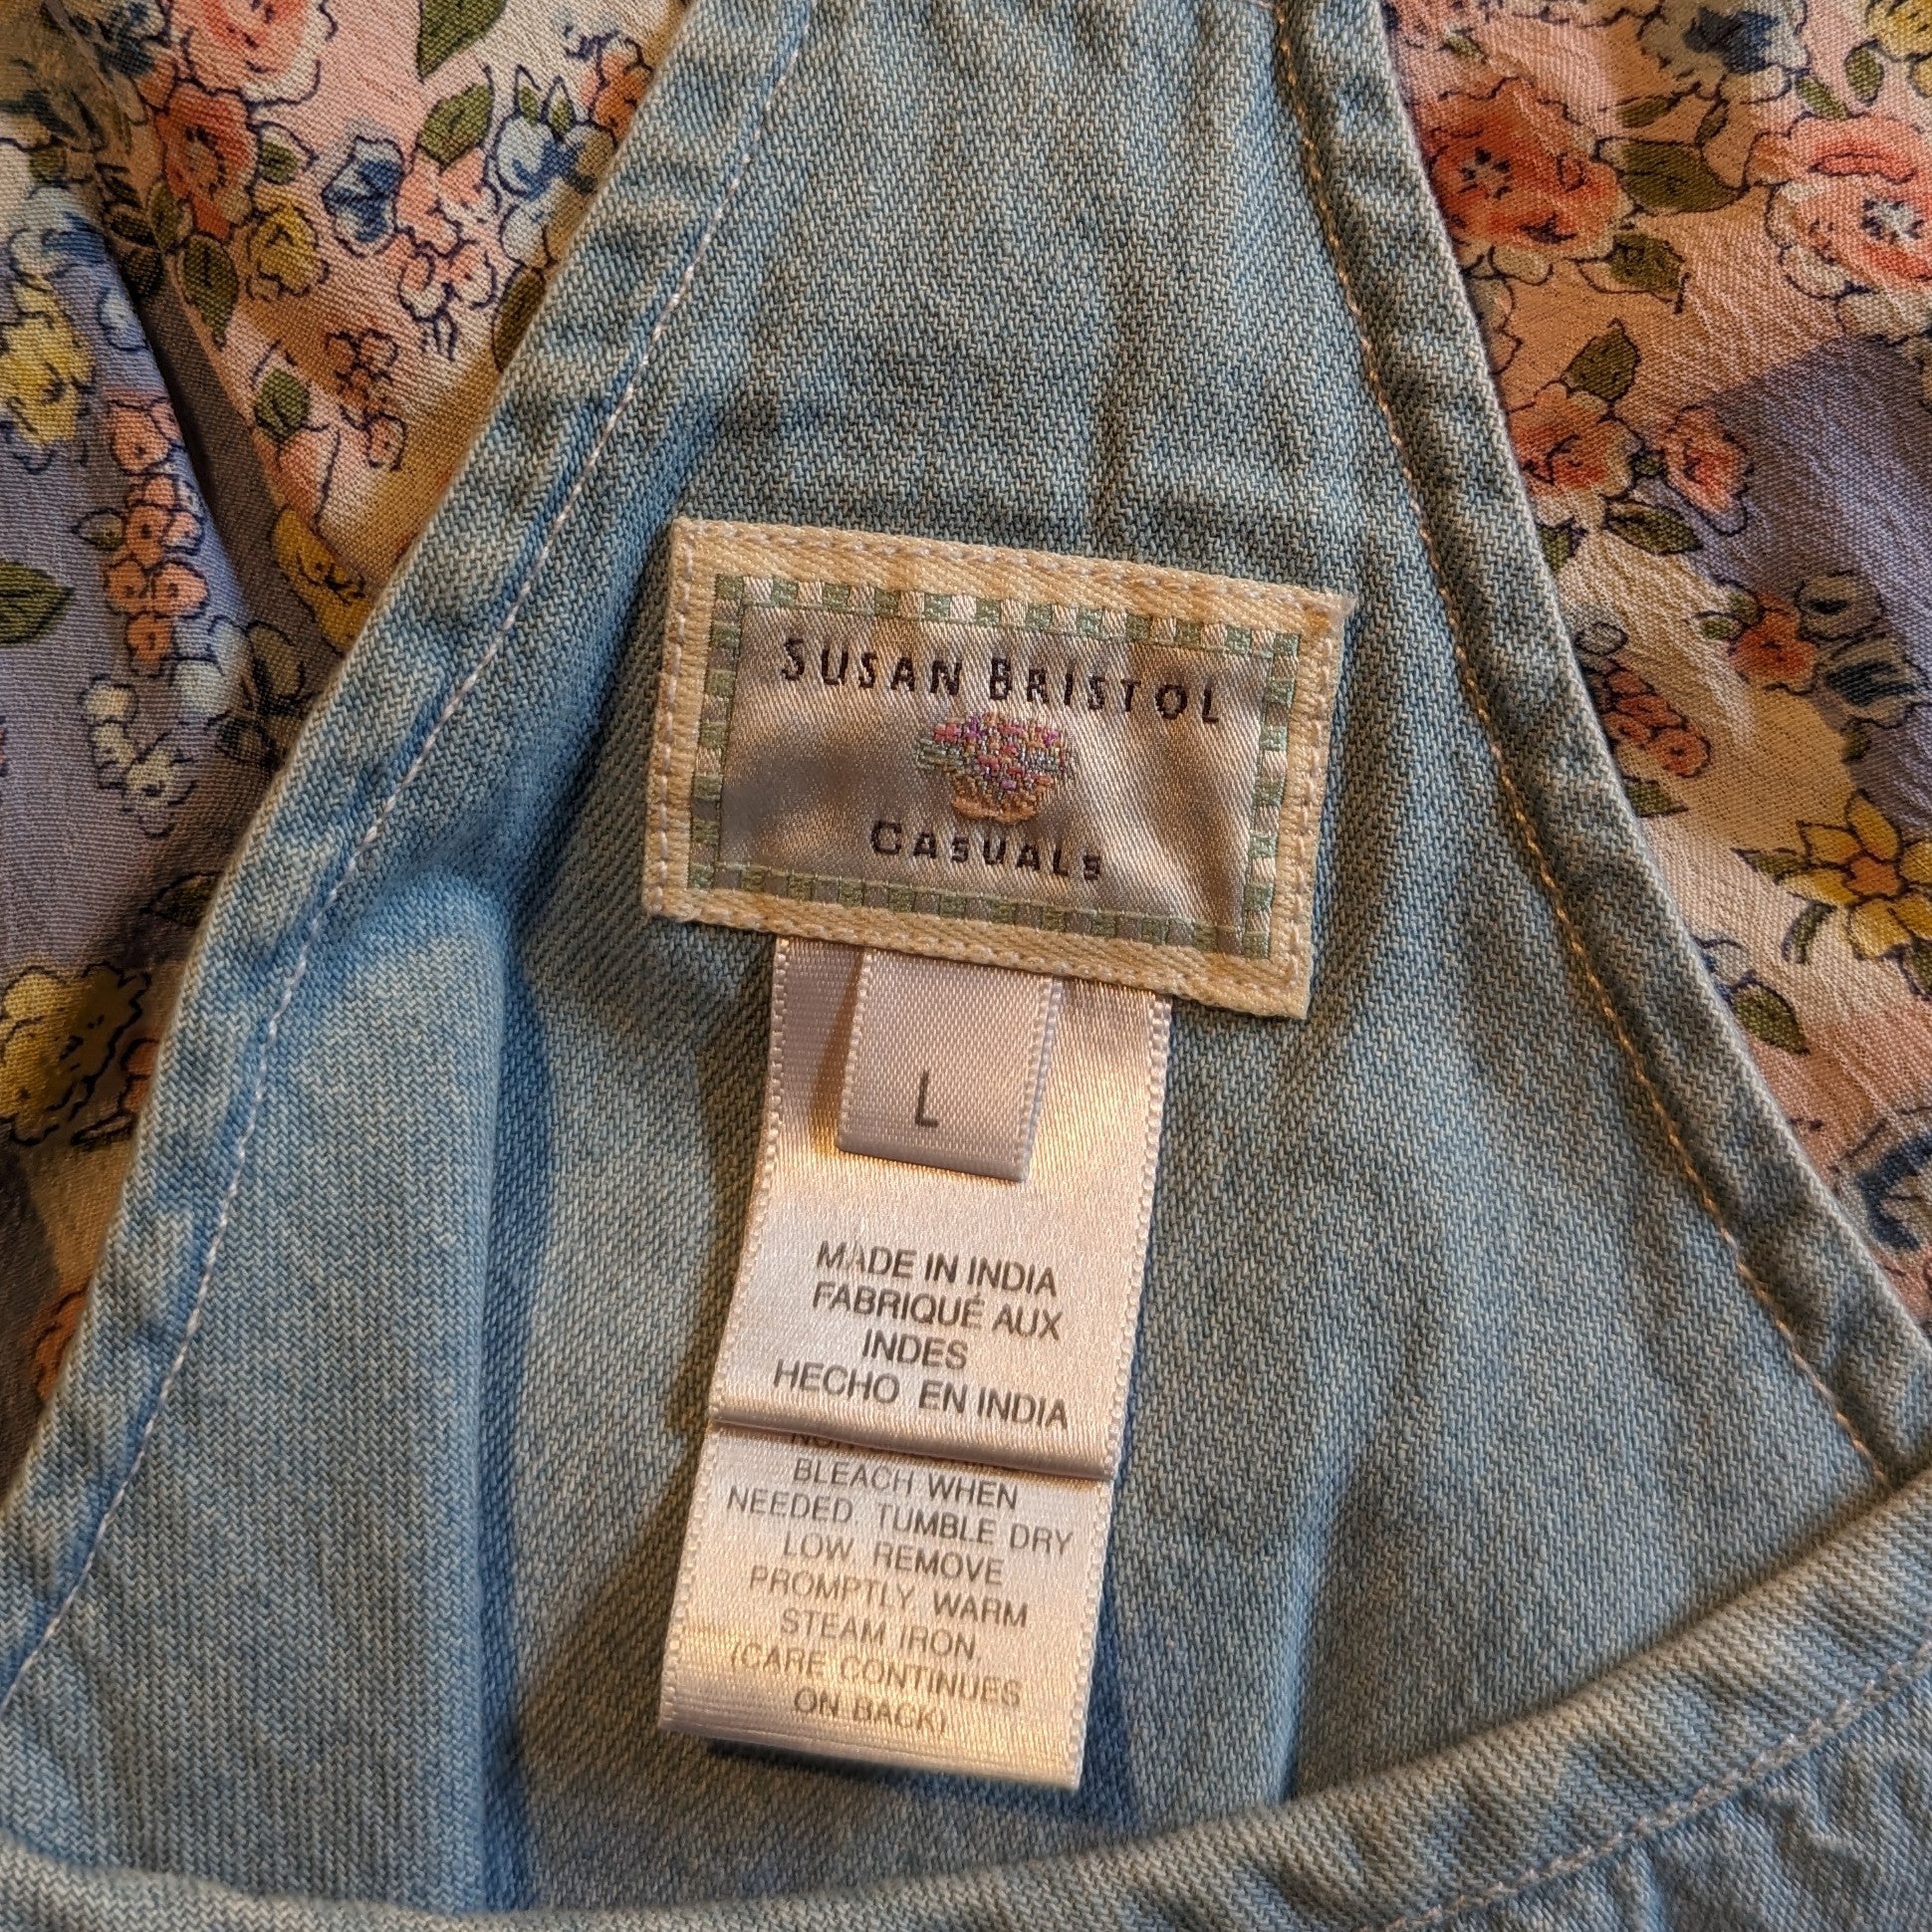 SUSAN BRISTOL
CASUALS
L
MADE IN INDIA
FABRIQUÉ AUX
INDES
HECHO EN INDIA
BLEACH WHEN
NEEDED. TUMBLE DRY
LOW. REMOVE
PROMPTLY. WARM
STEAM IRON.
(CARE CONTINUES
ON BACK)